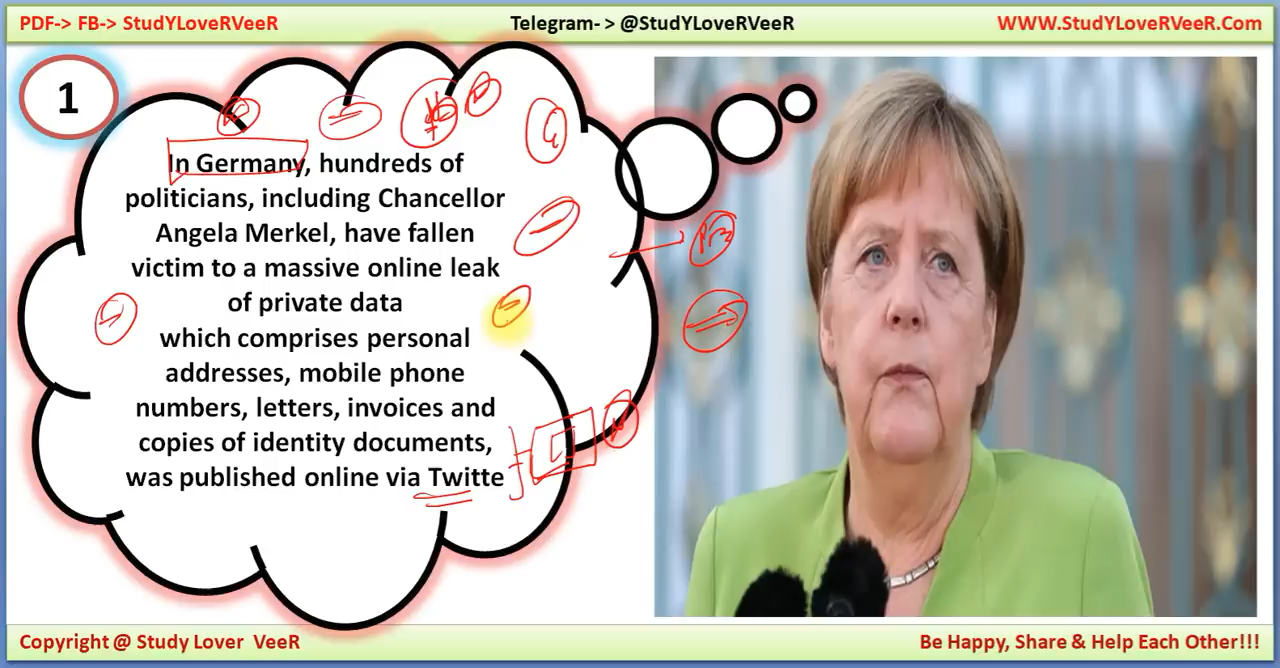 PDF-> FB-> StudYLoveRVeeR
Telegram- > @StudYLoveRVeeR
WWW.StudYLoverVeeR.Com
1
In Germany, hundreds of
politicians, including Chancellor
Angela Merkel, have fallen
victim to a massive online leak
of private data
which comprises personal
addresses, mobile phone
numbers, letters, invoices and
copies of identity documents,
was published online via Twitte
Copyright @ Study Lover  VeeR
Be Happy, Share & Help Each Other!!!